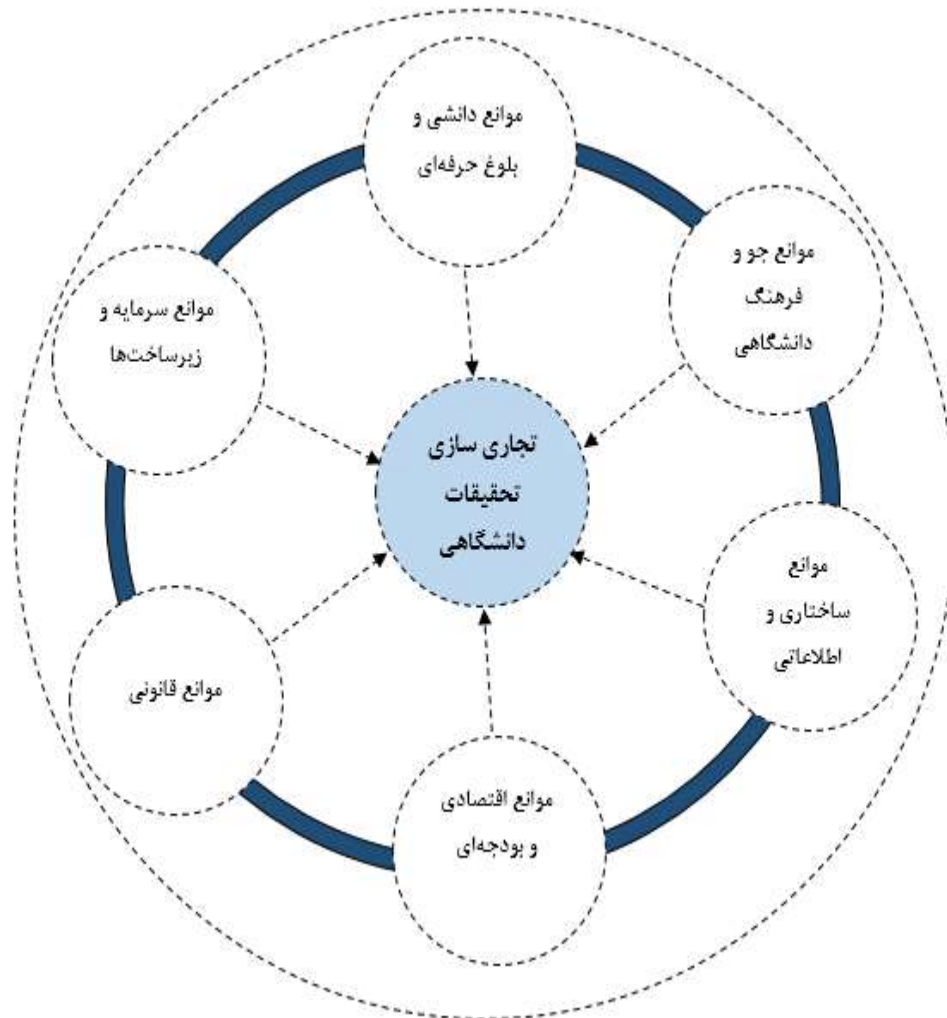 موانع دانشی و
بلوغ حرفه‌ای
موانع جو و
فرهنگ
دانشگاهی
موانع سرمایه و
زیرساخت‌ها
تجاری سازی
تحقیقات
دانشگاهی
موانع
ساختاری و
اطلاعاتی
موانع قانونی
موانع اقتصادی
و بودجه‌ای